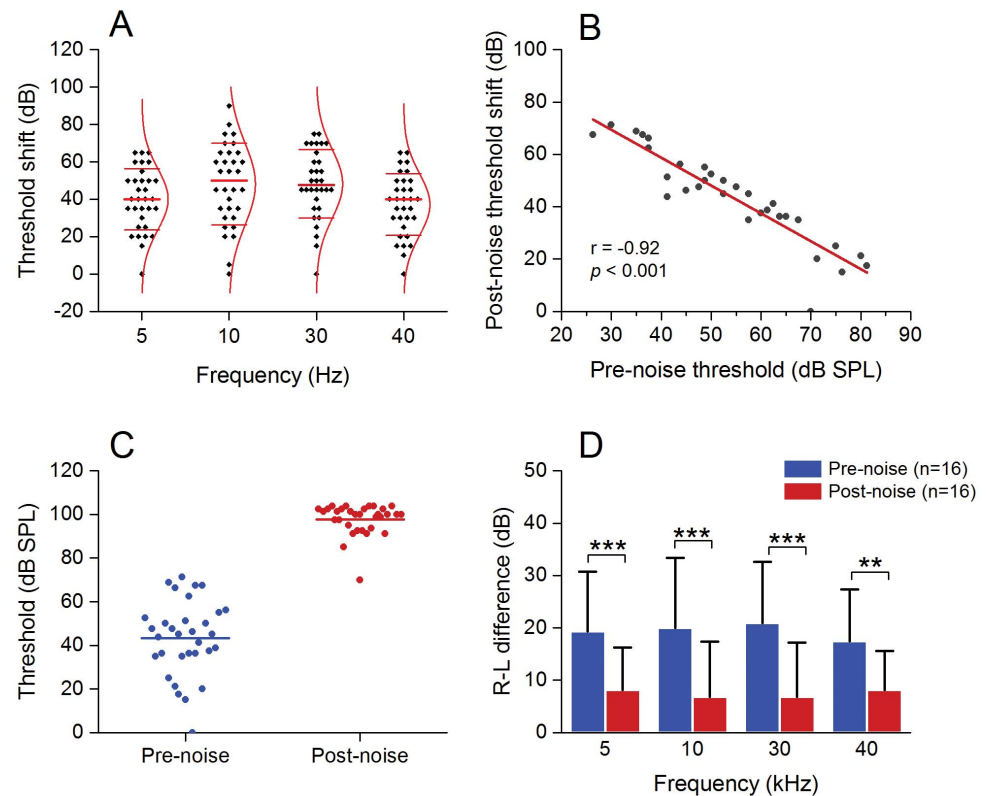 A
Threshold shift (dB)
120
100
80
60
40
20
0
-20
5 10 30 40
Frequency (Hz)
B
Post-noise threshold shift (dB)
100
80
60
40
20
0
r = -0.92
p < 0.001
20 30 40 50 60 70 80 90
Pre-noise threshold (dB SPL)
C
Threshold (dB SPL)
120
100
80
60
40
20
0
Pre-noise Post-noise
D
Pre-noise (n=16)
Post-noise (n=16)
R-L difference (dB)
50
40
30
20
10
0
*** *** *** **
5 10 30 40
Frequency (kHz)